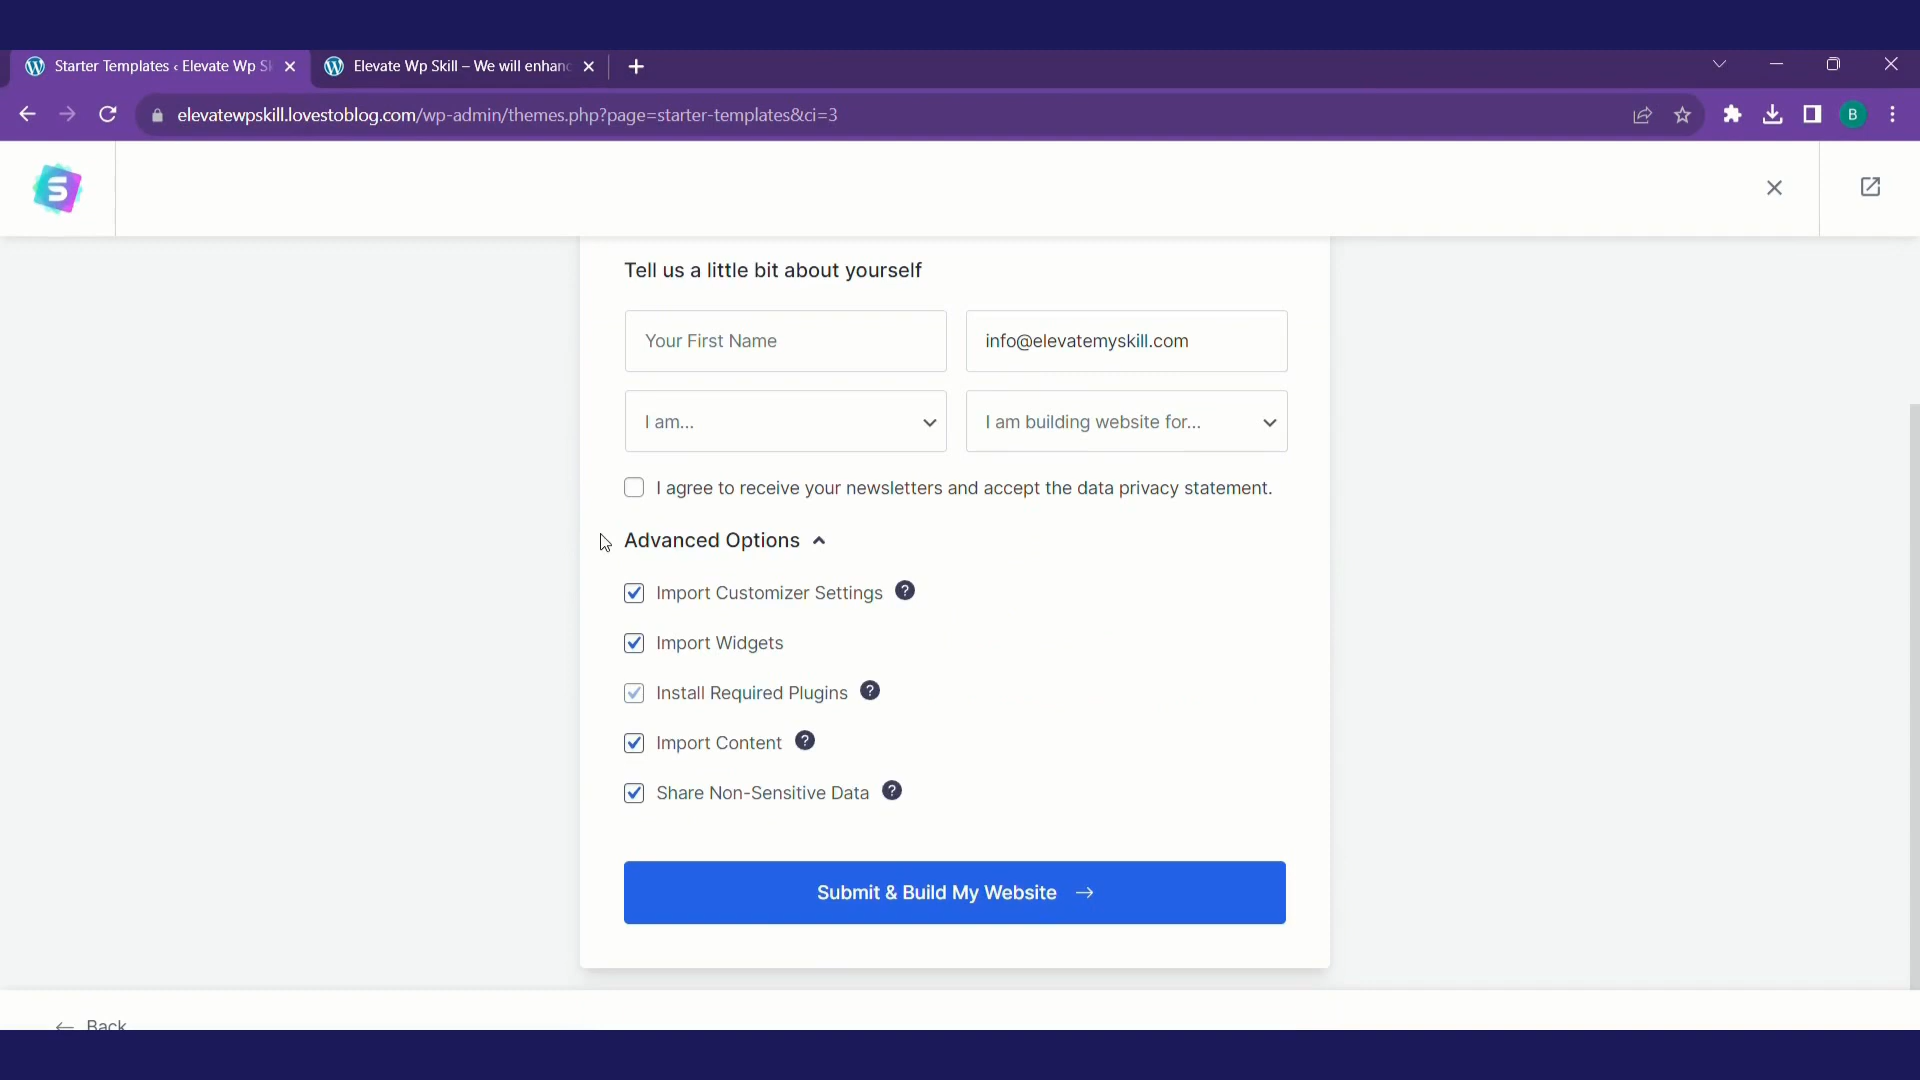 Starter Templates ‹ Elevate Wp Sk
Elevate Wp Skill – We will enhanc
elevatewpskill.lovestoblog.com/wp-admin/themes.php?page=starter-templates&ci=3
B
S
Tell us a little bit about yourself
Your First Name
info@elevatemyskill.com
I am...
I am building website for...
I agree to receive your newsletters and accept the data privacy statement.
Advanced Options
Import Customizer Settings ?
Import Widgets
Install Required Plugins ?
Import Content ?
Share Non-Sensitive Data ?
Submit & Build My Website →
← Back